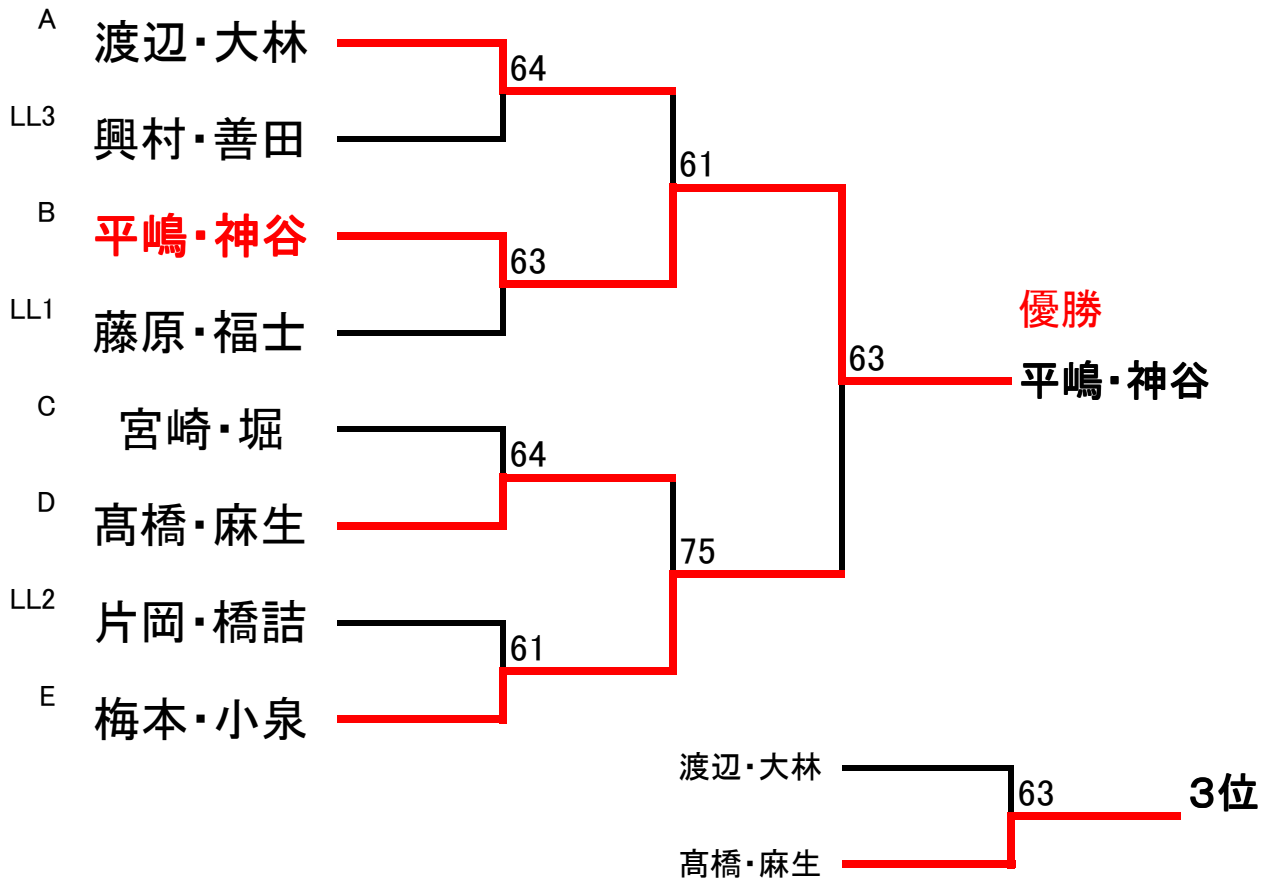 A
渡辺・大林
64
LL3
興村・善田
61
B
平嶋・神谷
63
LL1
藤原・福士
優勝
63
平嶋・神谷
C
宮崎・堀
64
D
髙橋・麻生
75
LL2
片岡・橋詰
61
E
梅本・小泉
渡辺・大林
63
3位
髙橋・麻生